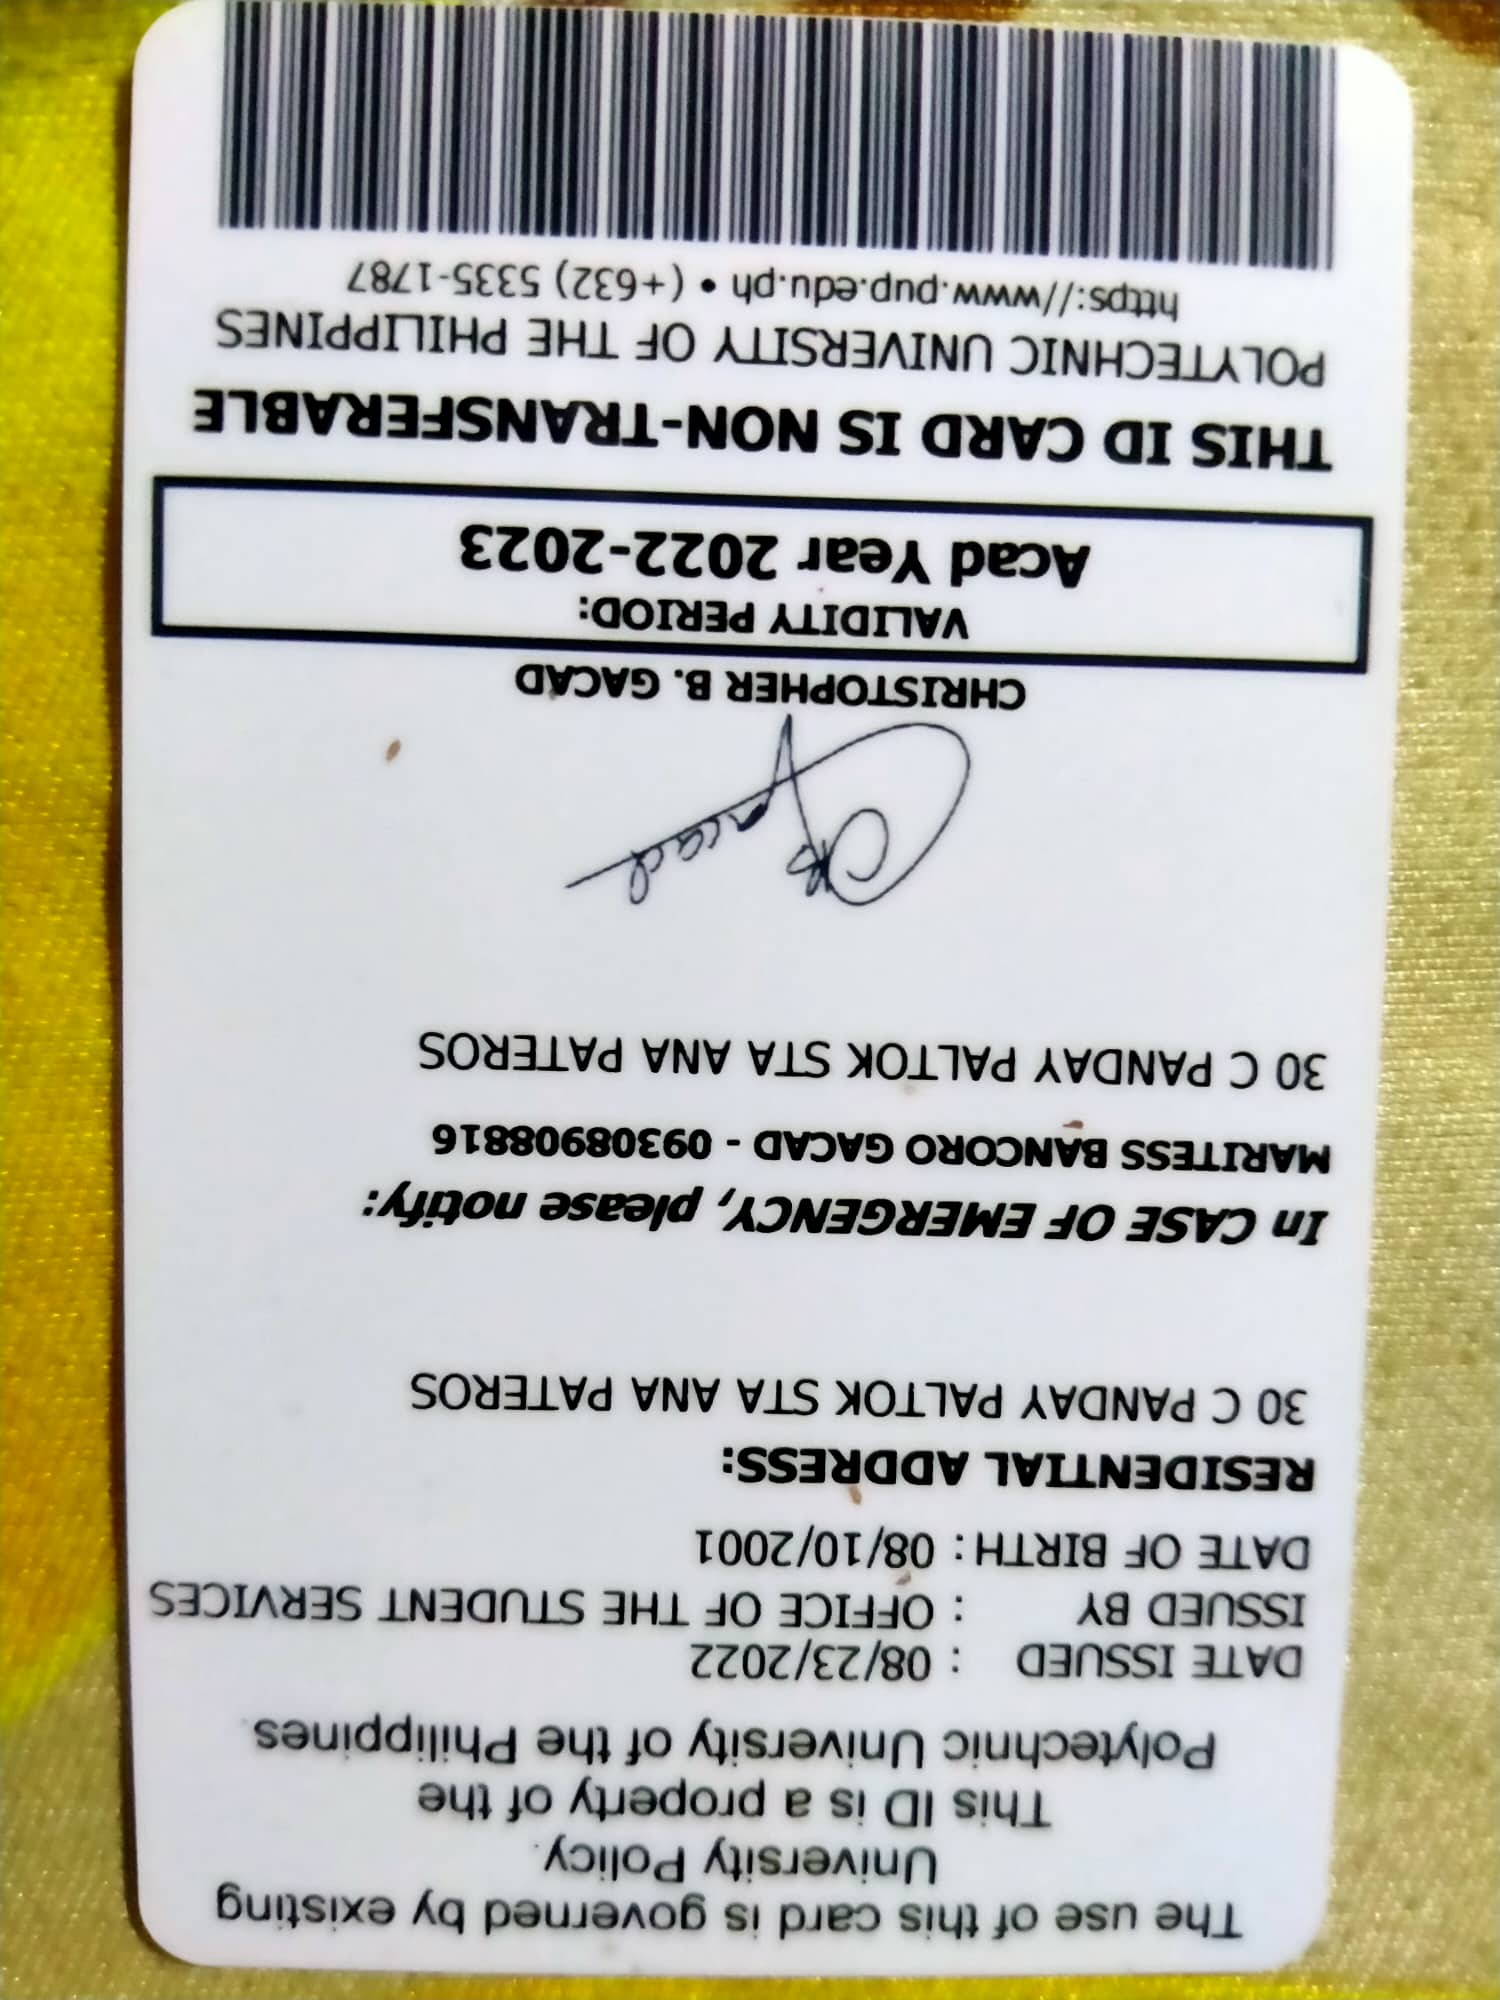 The use of this card is governed by existing
University Policy.
This ID is a property of the
Polytechnic University of the Philippines
DATE ISSUED : 08/23/2022
ISSUED BY : OFFICE OF THE STUDENT SERVICES
DATE OF BIRTH : 08/10/2001
RESIDENTIAL ADDRESS:
30 C PANDAY PALTOK STA ANA PATEROS
In CASE OF EMERGENCY, please notify:
MARITESS BANCORO GACAD - 09308908816
30 C PANDAY PALTOK STA ANA PATEROS
CB Gacad
CHRISTOPHER B. GACAD
VALIDITY PERIOD:
Acad Year 2022-2023
THIS ID CARD IS NON-TRANSFERABLE
POLYTECHNIC UNIVERSITY OF THE PHILIPPINES
https://www.pup.edu.ph • (+632) 5335-1787